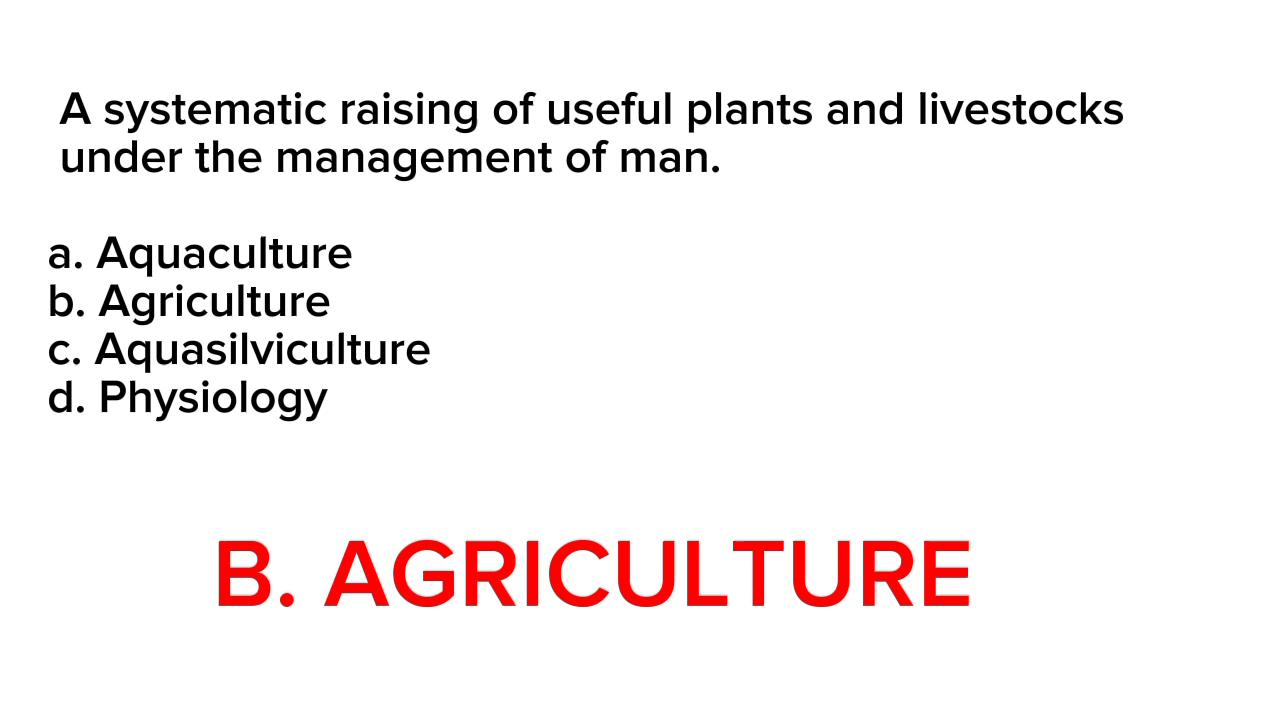 A systematic raising of useful plants and livestocks
under the management of man.
a. Aquaculture
b. Agriculture
c. Aquasilviculture
d. Physiology
B. AGRICULTURE